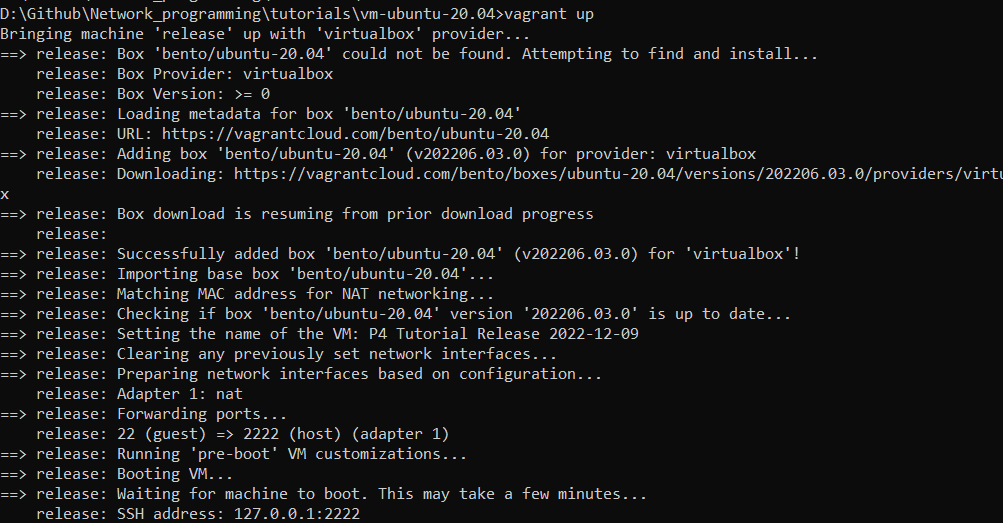 D:\Github\Network_programming\tutorials\vm-ubuntu-20.04>vagrant up
Bringing machine 'release' up with 'virtualbox' provider...
==> release: Box 'bento/ubuntu-20.04' could not be found. Attempting to find and install...
    release: Box Provider: virtualbox
    release: Box Version: >= 0
==> release: Loading metadata for box 'bento/ubuntu-20.04'
    release: URL: https://vagrantcloud.com/bento/ubuntu-20.04
==> release: Adding box 'bento/ubuntu-20.04' (v202206.03.0) for provider: virtualbox
    release: Downloading: https://vagrantcloud.com/bento/boxes/ubuntu-20.04/versions/202206.03.0/providers/virtu
x
==> release: Box download is resuming from prior download progress
    release:
==> release: Successfully added box 'bento/ubuntu-20.04' (v202206.03.0) for 'virtualbox'!
==> release: Importing base box 'bento/ubuntu-20.04'...
==> release: Matching MAC address for NAT networking...
==> release: Checking if box 'bento/ubuntu-20.04' version '202206.03.0' is up to date...
==> release: Setting the name of the VM: P4 Tutorial Release 2022-12-09
==> release: Clearing any previously set network interfaces...
==> release: Preparing network interfaces based on configuration...
    release: Adapter 1: nat
==> release: Forwarding ports...
    release: 22 (guest) => 2222 (host) (adapter 1)
==> release: Running 'pre-boot' VM customizations...
==> release: Booting VM...
==> release: Waiting for machine to boot. This may take a few minutes...
    release: SSH address: 127.0.0.1:2222